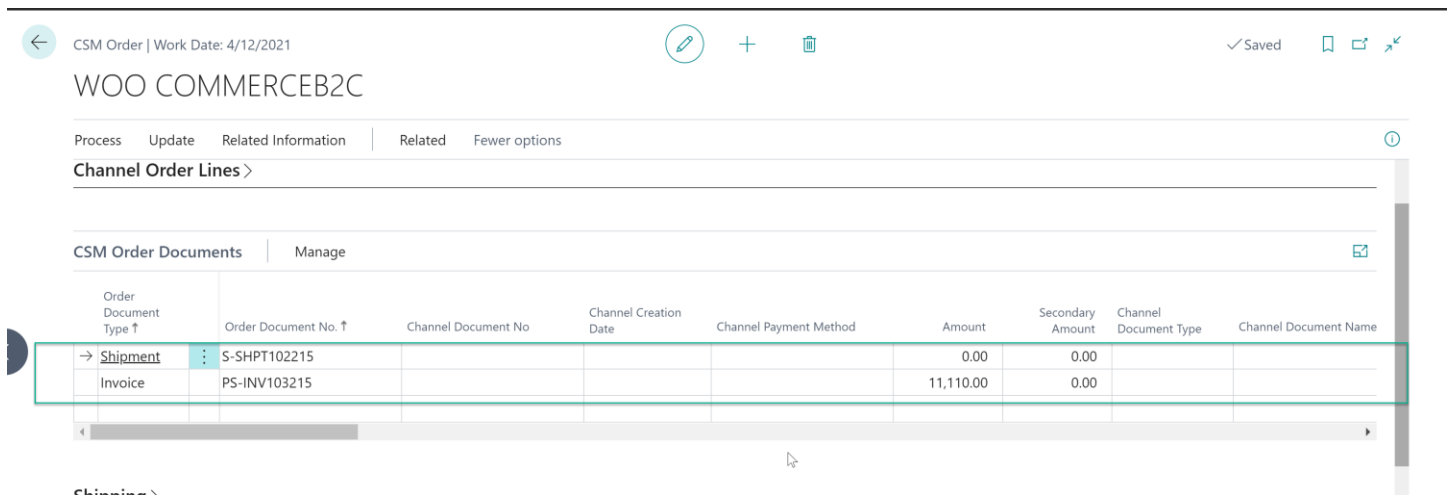 CSM Order | Work Date: 4/12/2021
Saved
WOO COMMERCEB2C
Process Update Related Information Related Fewer options
Channel Order Lines
CSM Order Documents Manage
Order Document Type ↑ Order Document No. ↑ Channel Document No Channel Creation Date Channel Payment Method Amount Secondary Amount Channel Document Type Channel Document Name
Shipment S-SHPT102215 0.00 0.00
Invoice PS-INV103215 11,110.00 0.00
Shipping